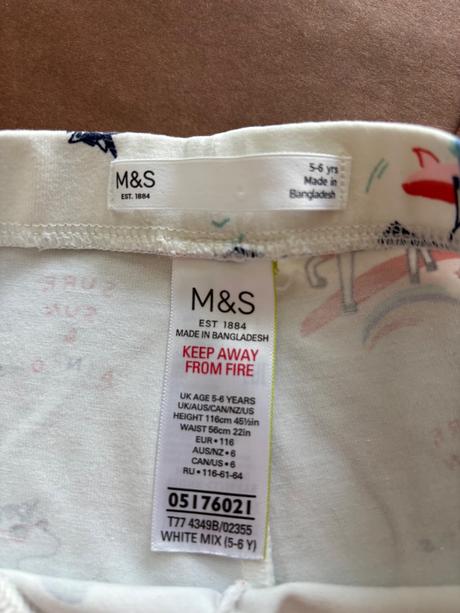 M&S
EST. 1884
5-6 yrs
Made in
Bangladesh
M&S
EST 1884
MADE IN BANGLADESH
KEEP AWAY
FROM FIRE
UK AGE 5-6 YEARS
UK/AUS/CAN/NZ/US
HEIGHT 116cm 45½in
WAIST 56cm 22in
EUR • 116
AUS/NZ • 6
CAN/US • 6
RU • 116-61-64
05176021
T77 4349B/02355
WHITE MIX (5-6 Y)
SURF
SUN
&